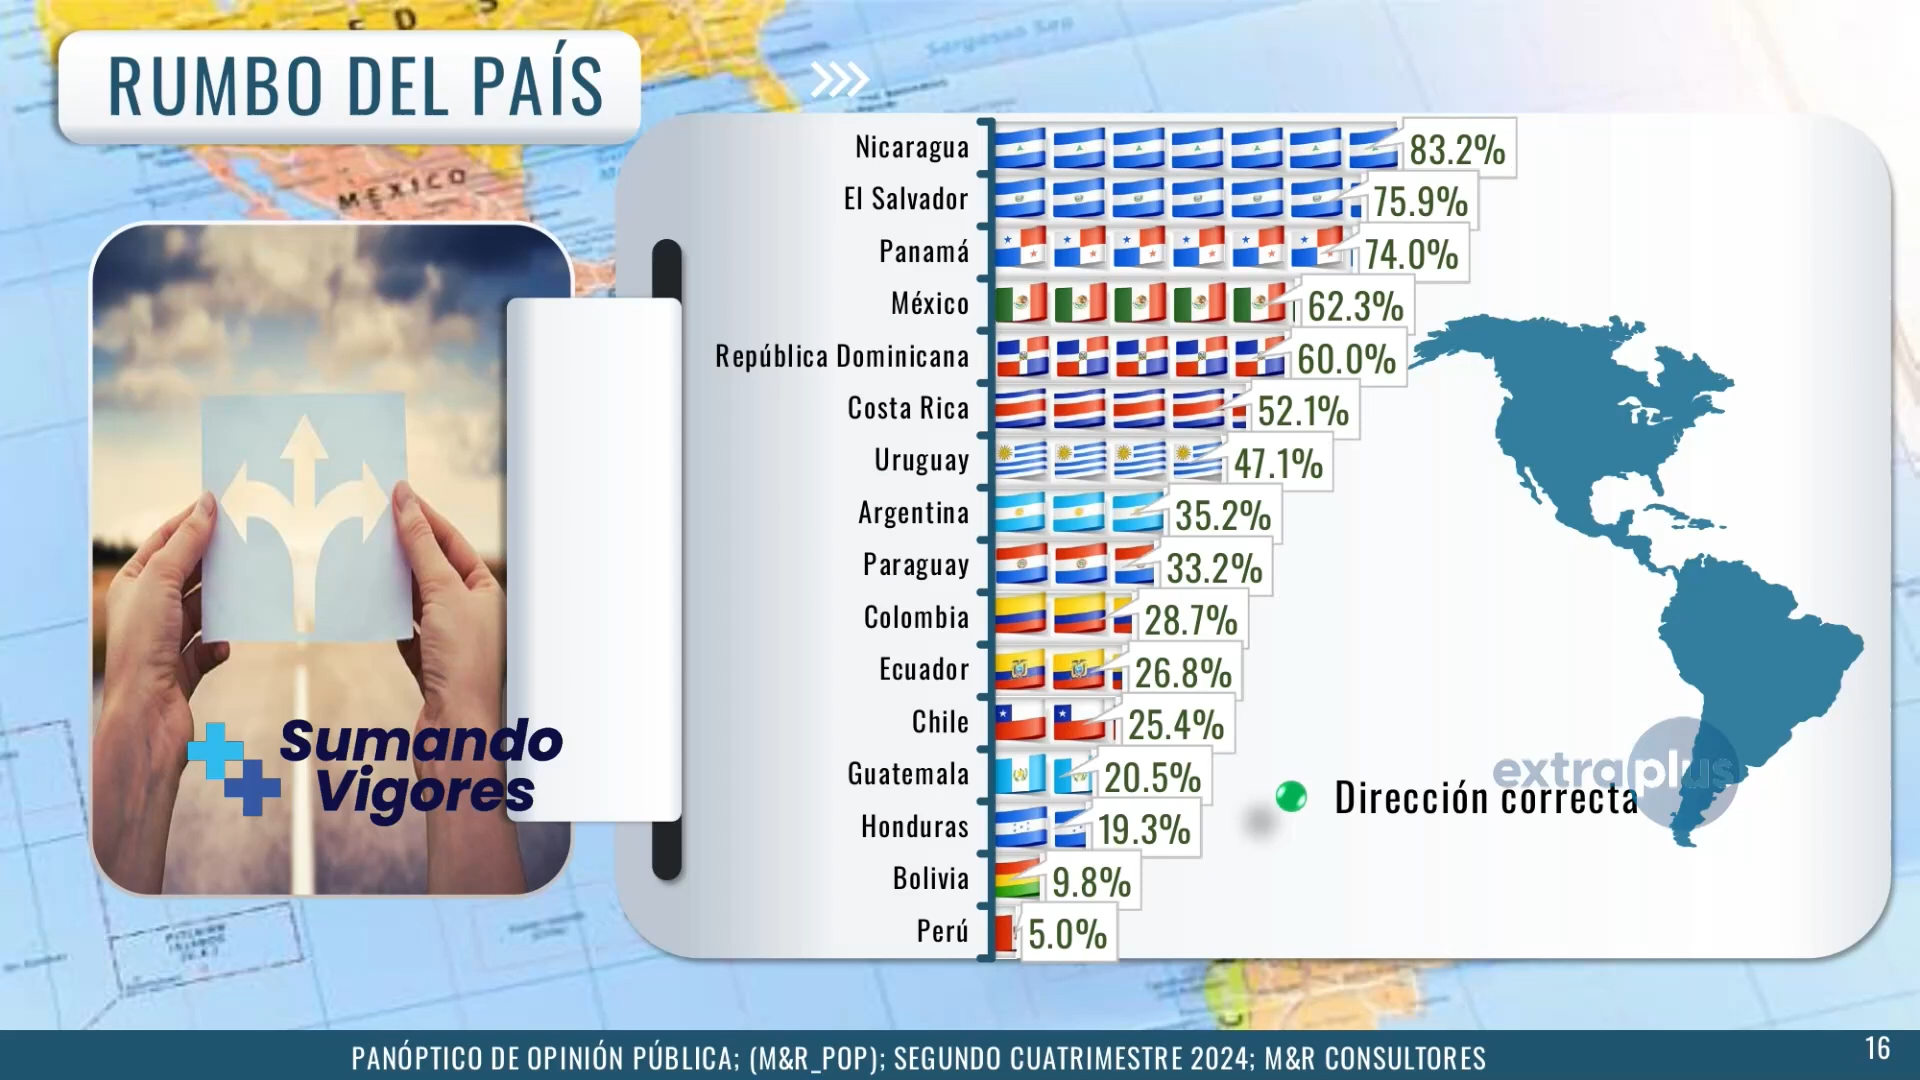 RUMBO DEL PAÍS
Sargasso Sea
MEXICO
Nicaragua 83.2%
El Salvador 75.9%
Panamá 74.0%
México 62.3%
República Dominicana 60.0%
Costa Rica 52.1%
Uruguay 47.1%
Argentina 35.2%
Paraguay 33.2%
Colombia 28.7%
Ecuador 26.8%
Chile 25.4%
Guatemala 20.5%
Honduras 19.3%
Bolivia 9.8%
Perú 5.0%
Sumando
Vigores
extraplus
Dirección correcta
PANÓPTICO DE OPINIÓN PÚBLICA; (M&R_POP); SEGUNDO CUATRIMESTRE 2024; M&R CONSULTORES
16